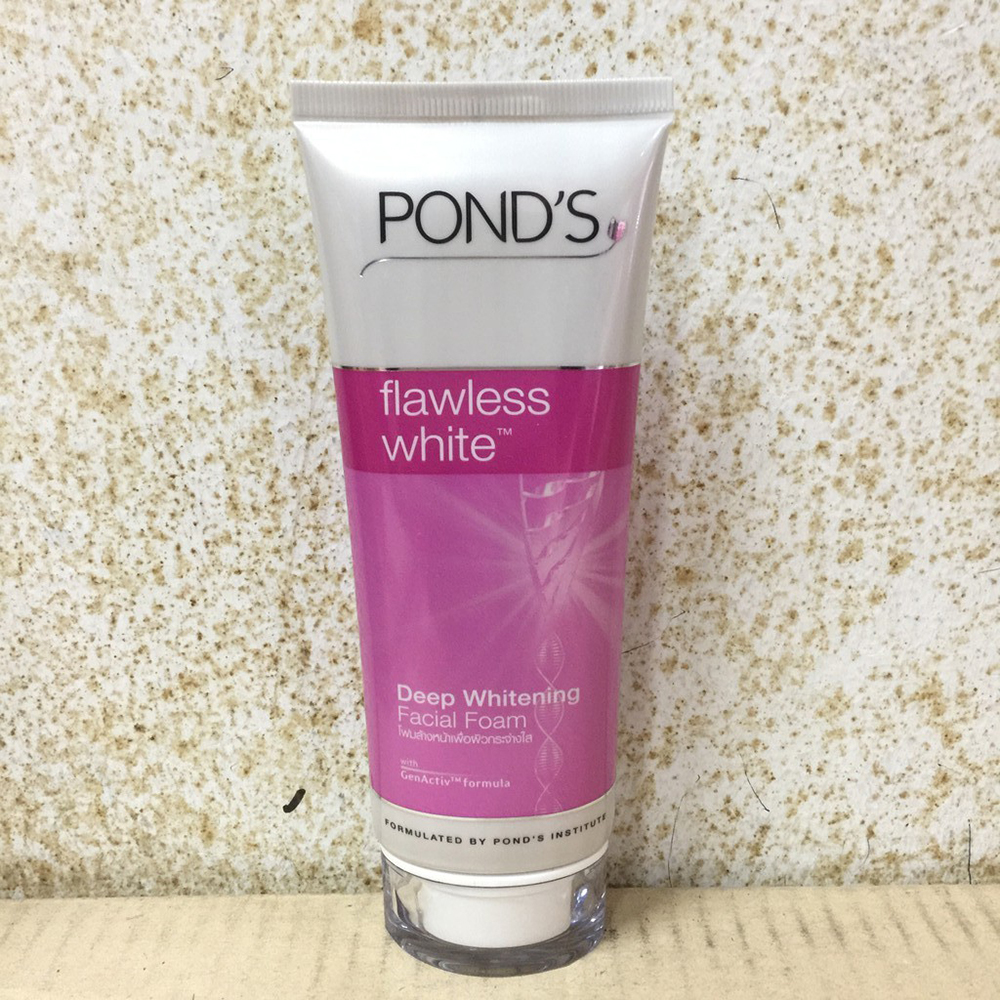 POND'S
flawless
white™
Deep Whitening
Facial Foam
โฟมล้างหน้าเพื่อผิวกระจ่างใส
with
GenActiv™ formula
FORMULATED BY POND'S INSTITUTE